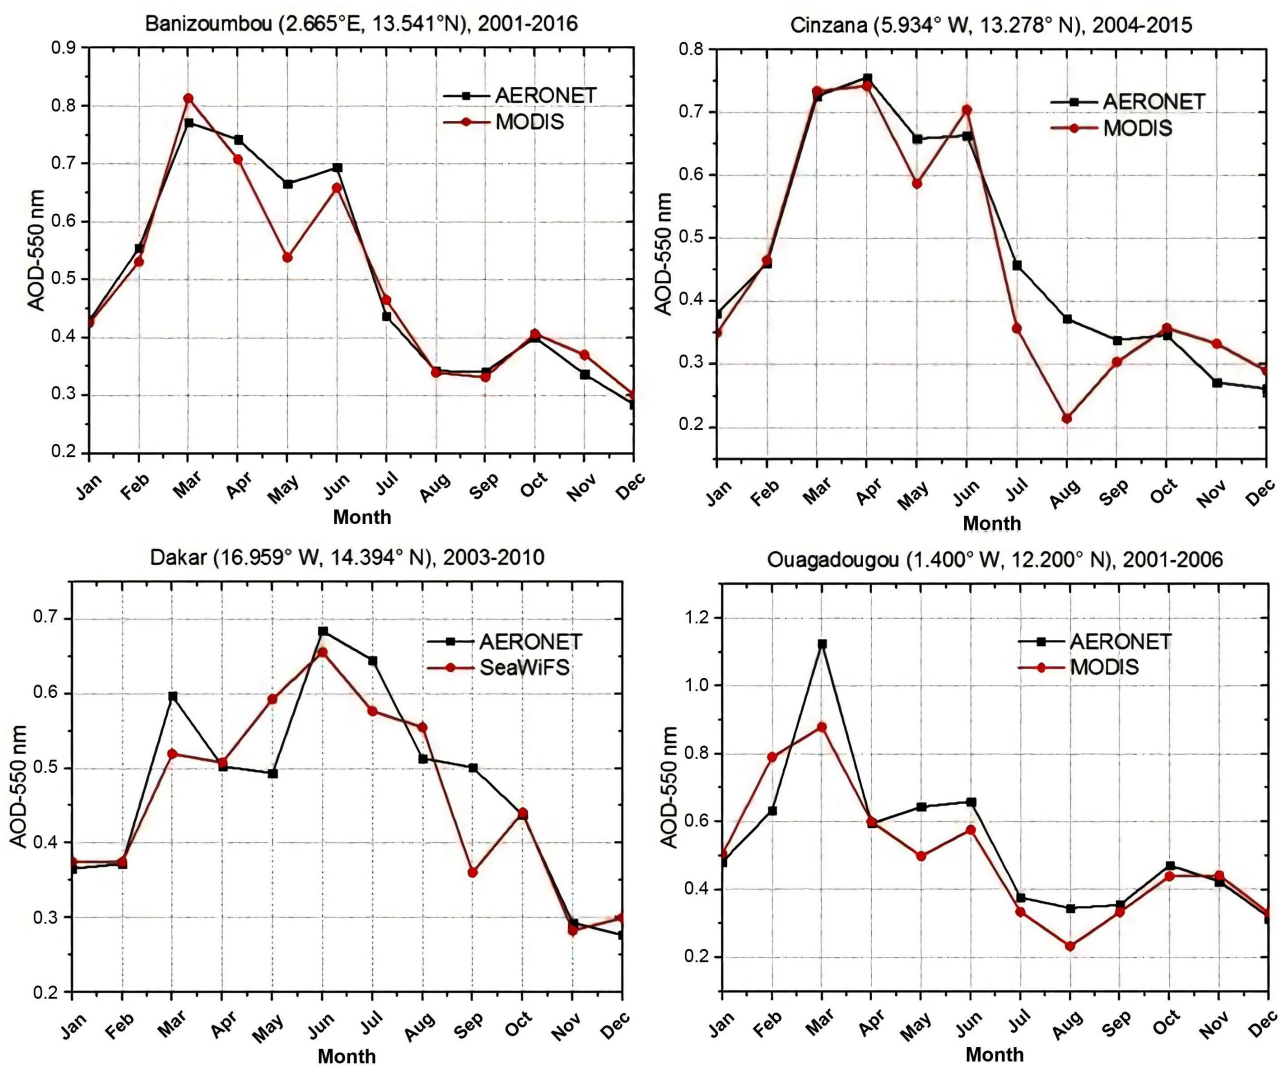 Banizoumbou (2.665°E, 13.541°N), 2001-2016
0.9
0.8
0.7
0.6
0.5
0.4
0.3
0.2
AOD-550 nm
AERONET
MODIS
Jan Feb Mar Apr May Jun Jul Aug Sep Oct Nov Dec
Month
Cinzana (5.934° W, 13.278° N), 2004-2015
0.8
0.7
0.6
0.5
0.4
0.3
0.2
AOD-550 nm
AERONET
MODIS
Jan Feb Mar Apr May Jun Jul Aug Sep Oct Nov Dec
Month
Dakar (16.959° W, 14.394° N), 2003-2010
0.7
0.6
0.5
0.4
0.3
0.2
AOD-550 nm
AERONET
SeaWiFS
Jan Feb Mar Apr May Jun Jul Aug Sep Oct Nov Dec
Month
Ouagadougou (1.400° W, 12.200° N), 2001-2006
1.2
1.0
0.8
0.6
0.4
0.2
AOD-550 nm
AERONET
MODIS
Jan Feb Mar Apr May Jun Jul Aug Sep Oct Nov Dec
Month